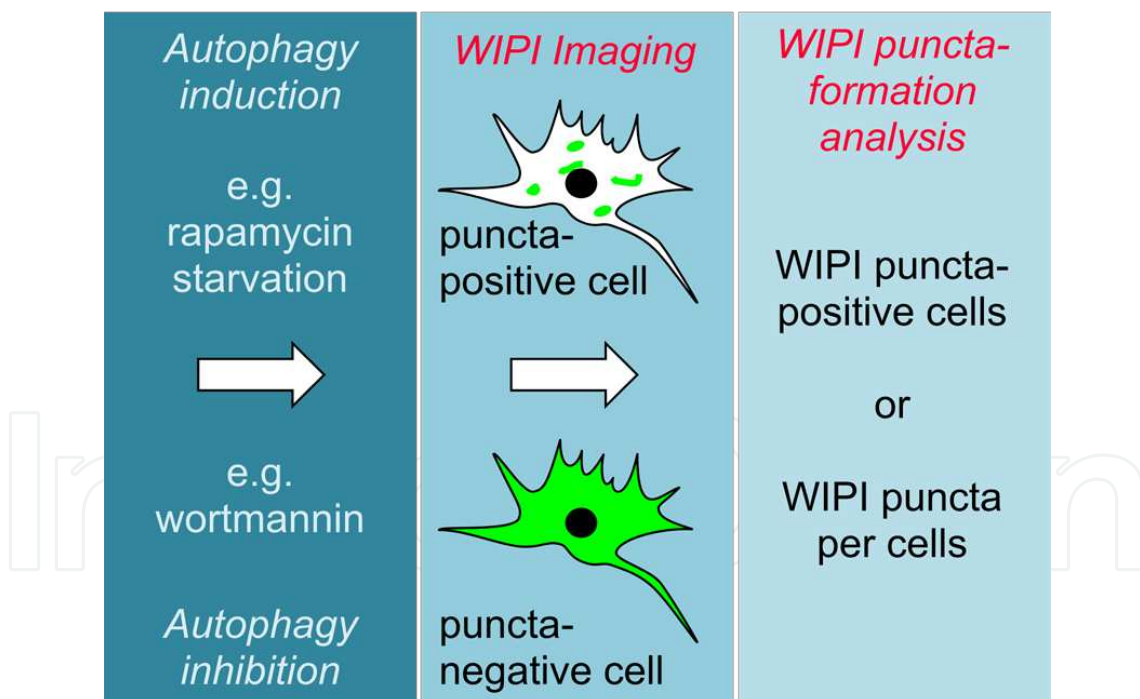 Autophagy
induction
e.g.
rapamycin
starvation
e.g.
wortmannin
Autophagy
inhibition
WIPI Imaging
puncta-
positive cell
puncta-
negative cell
WIPI puncta-
formation
analysis
WIPI puncta-
positive cells
or
WIPI puncta
per cells